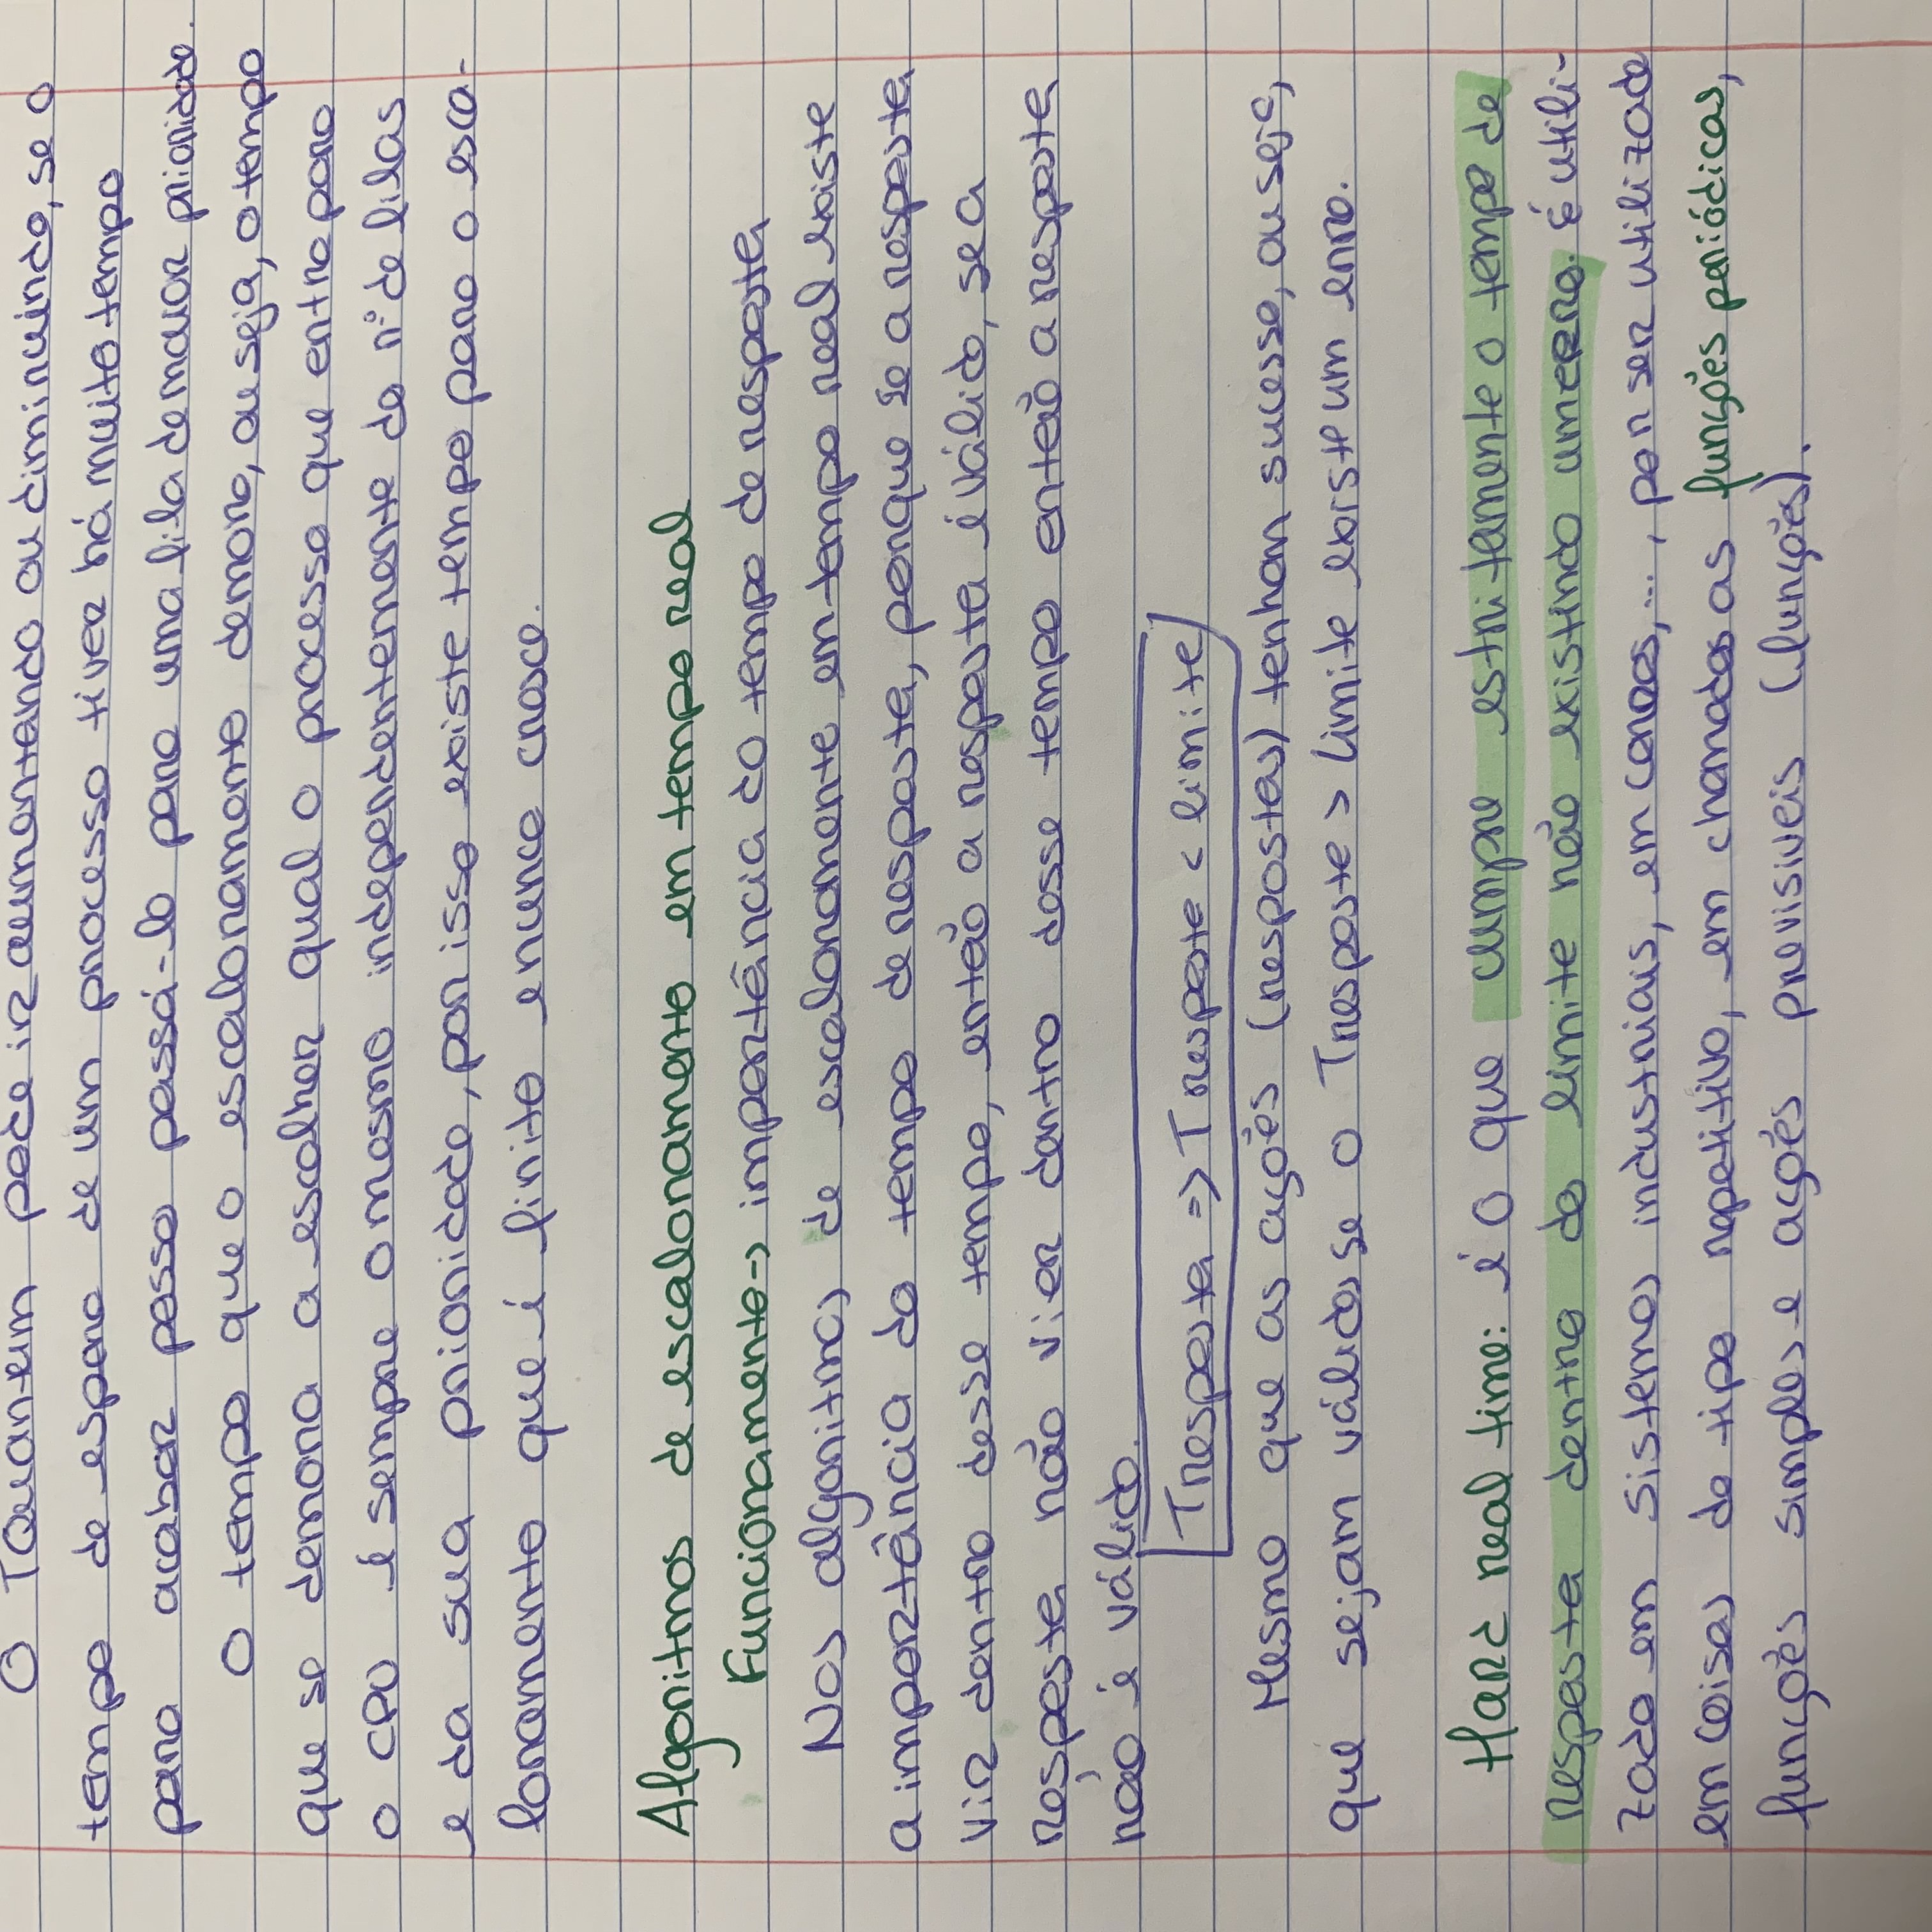 O TQuantum pode ir aumentando ou diminuindo, se o
tempo de espera de um processo tiver há muito tempo
para acabar posso passá-lo para uma fila de maior prioridade.
O tempo que o escalonamento demora, ou seja, o tempo
que se demora a escolher qual o processo que entra para
o CPU é sempre o mesmo independentemente do nº de filas
e da sua prioridade, por isso existe tempo para o esca-
lonamento que é finito e nunca cresce.
Algoritmos de escalonamento em tempo real
Funcionamento -> importância do tempo de resposta
Nos algoritmos de escalonamento em tempo real existe
a importância do tempo de resposta, porque se a resposta
vir dentro desse tempo, então a resposta é válido, se a
resposta não vier dentro desse tempo então a resposta
não é válido.
Tresposta => Tresposta < limite
Mesmo que as ações (respostas) tenham sucesso, ou seja,
que sejam válidas se o Tresposta > limite existe um erro.
Hard real time: é o que cumpre estritamente o tempo de
resposta dentro do limite não existindo um erro. É utili-
zado em sistemas industriais, em carros, ..., por ser utilizado
em coisas do tipo repetitivo, em chamadas as funções periódicas,
funções simples e ações previsiveis (funções).